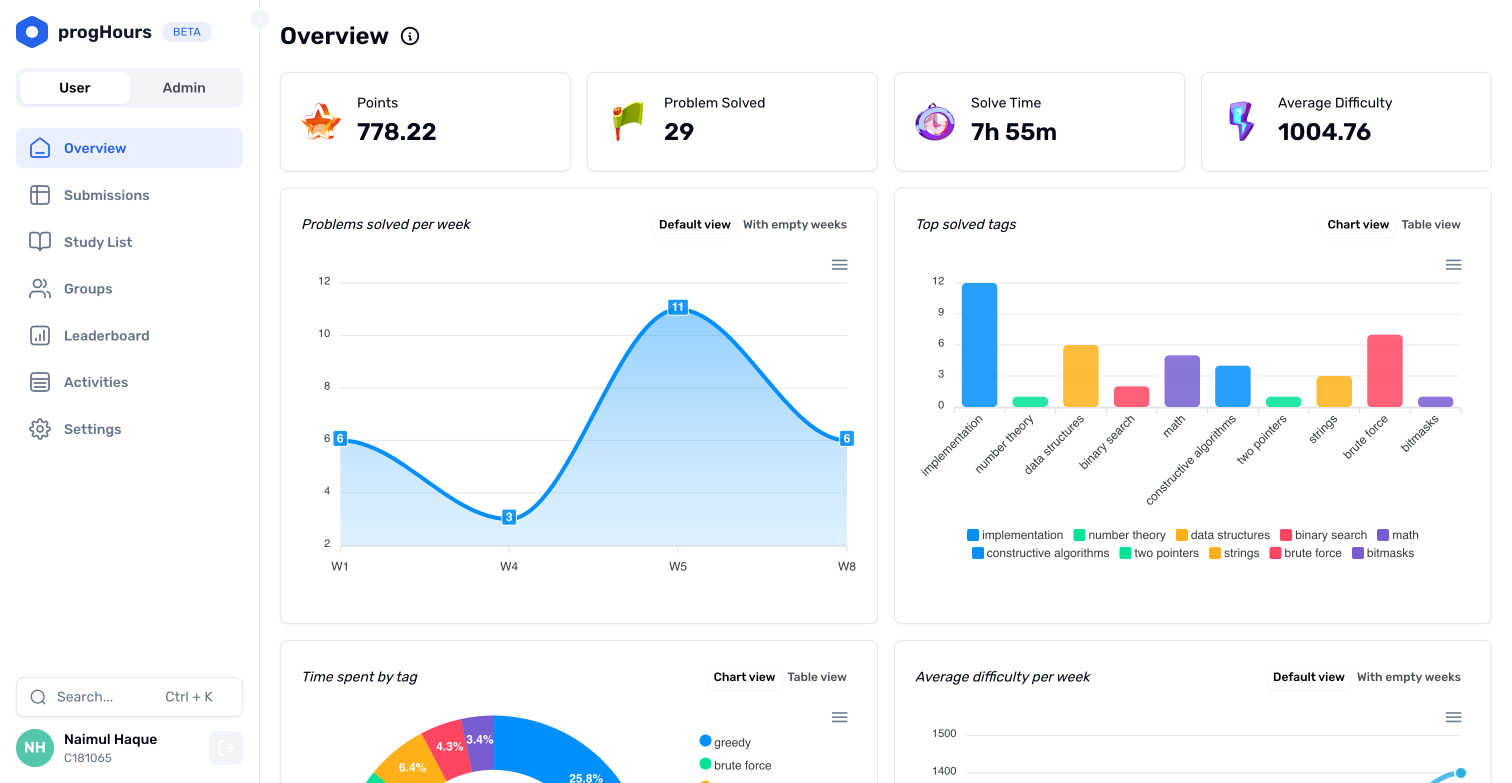 progHours BETA
User Admin
Overview
Submissions
Study List
Groups
Leaderboard
Activities
Settings
Search... Ctrl + K
NH
Naimul Haque
C181065
Overview
Points
778.22
Problem Solved
29
Solve Time
7h 55m
Average Difficulty
1004.76
Problems solved per week
Default view With empty weeks
12
10
8
6
4
2
6
3
11
6
W1 W4 W5 W8
Top solved tags
Chart view Table view
12
9
6
3
0
implementation
number theory
data structures
binary search
math
constructive algorithms
two pointers
strings
brute force
bitmasks
implementation number theory data structures binary search math
constructive algorithms two pointers strings brute force bitmasks
Time spent by tag
Chart view Table view
6.4% 4.3% 3.4% 25.8%
greedy
brute force
Average difficulty per week
Default view With empty weeks
1500
1400